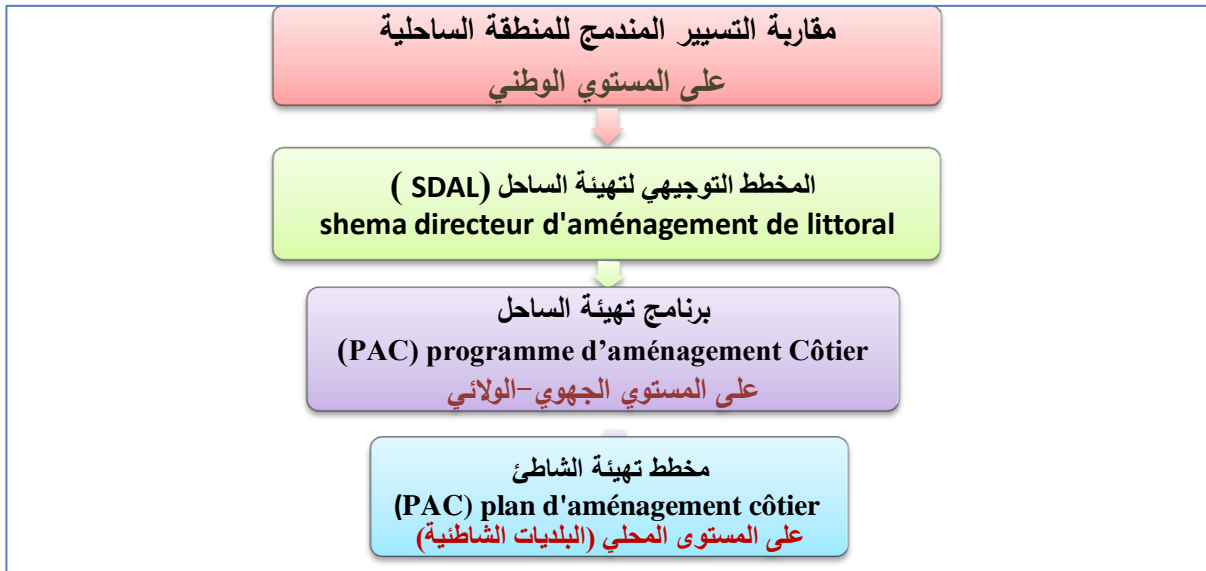 مقاربة التسيير المندمج للمنطقة الساحلية
على المستوي الوطني
المخطط التوجيهي لتهيئة الساحل (SDAL )
shema directeur d'aménagement de littoral
برنامج تهيئة الساحل
(PAC) programme d’aménagement Côtier
على المستوي الجهوي-الولائي
مخطط تهيئة الشاطئ
(PAC) plan d'aménagement côtier
على المستوى المحلي (البلديات الشاطئية)